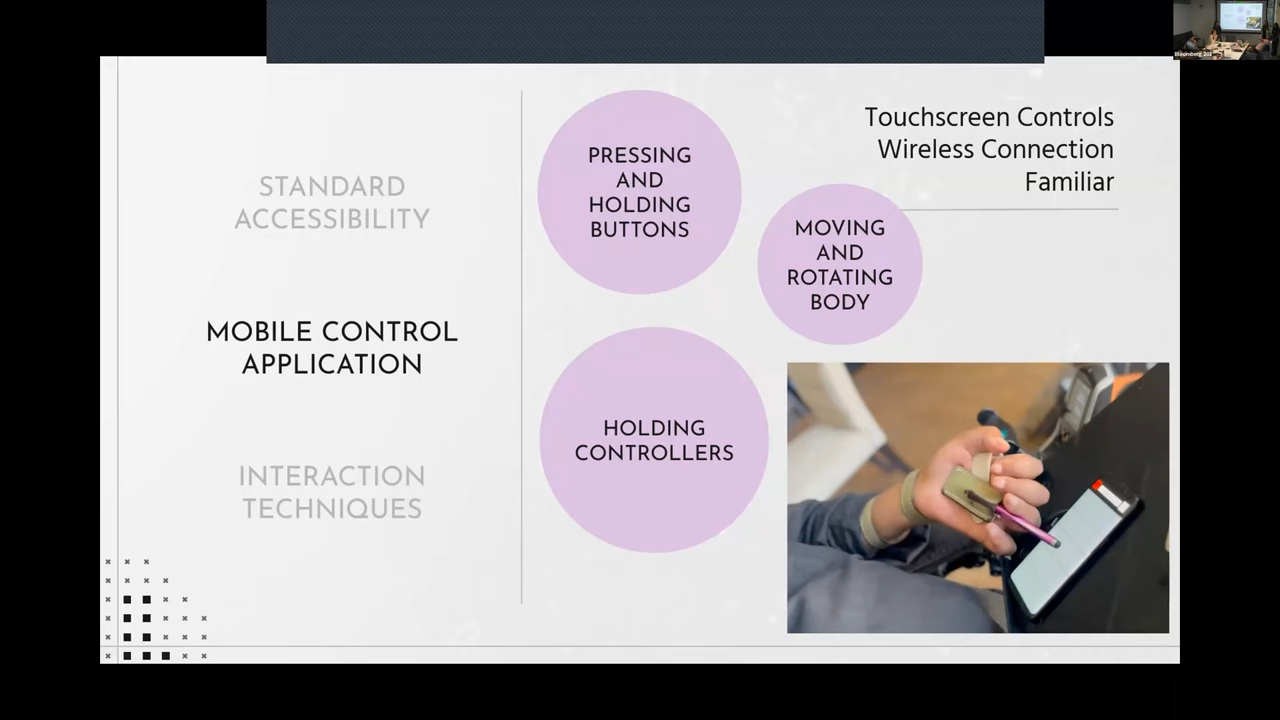 STANDARD
ACCESSIBILITY
MOBILE CONTROL
APPLICATION
INTERACTION
TECHNIQUES
PRESSING
AND
HOLDING
BUTTONS
MOVING
AND
ROTATING
BODY
HOLDING
CONTROLLERS
Touchscreen Controls
Wireless Connection
Familiar